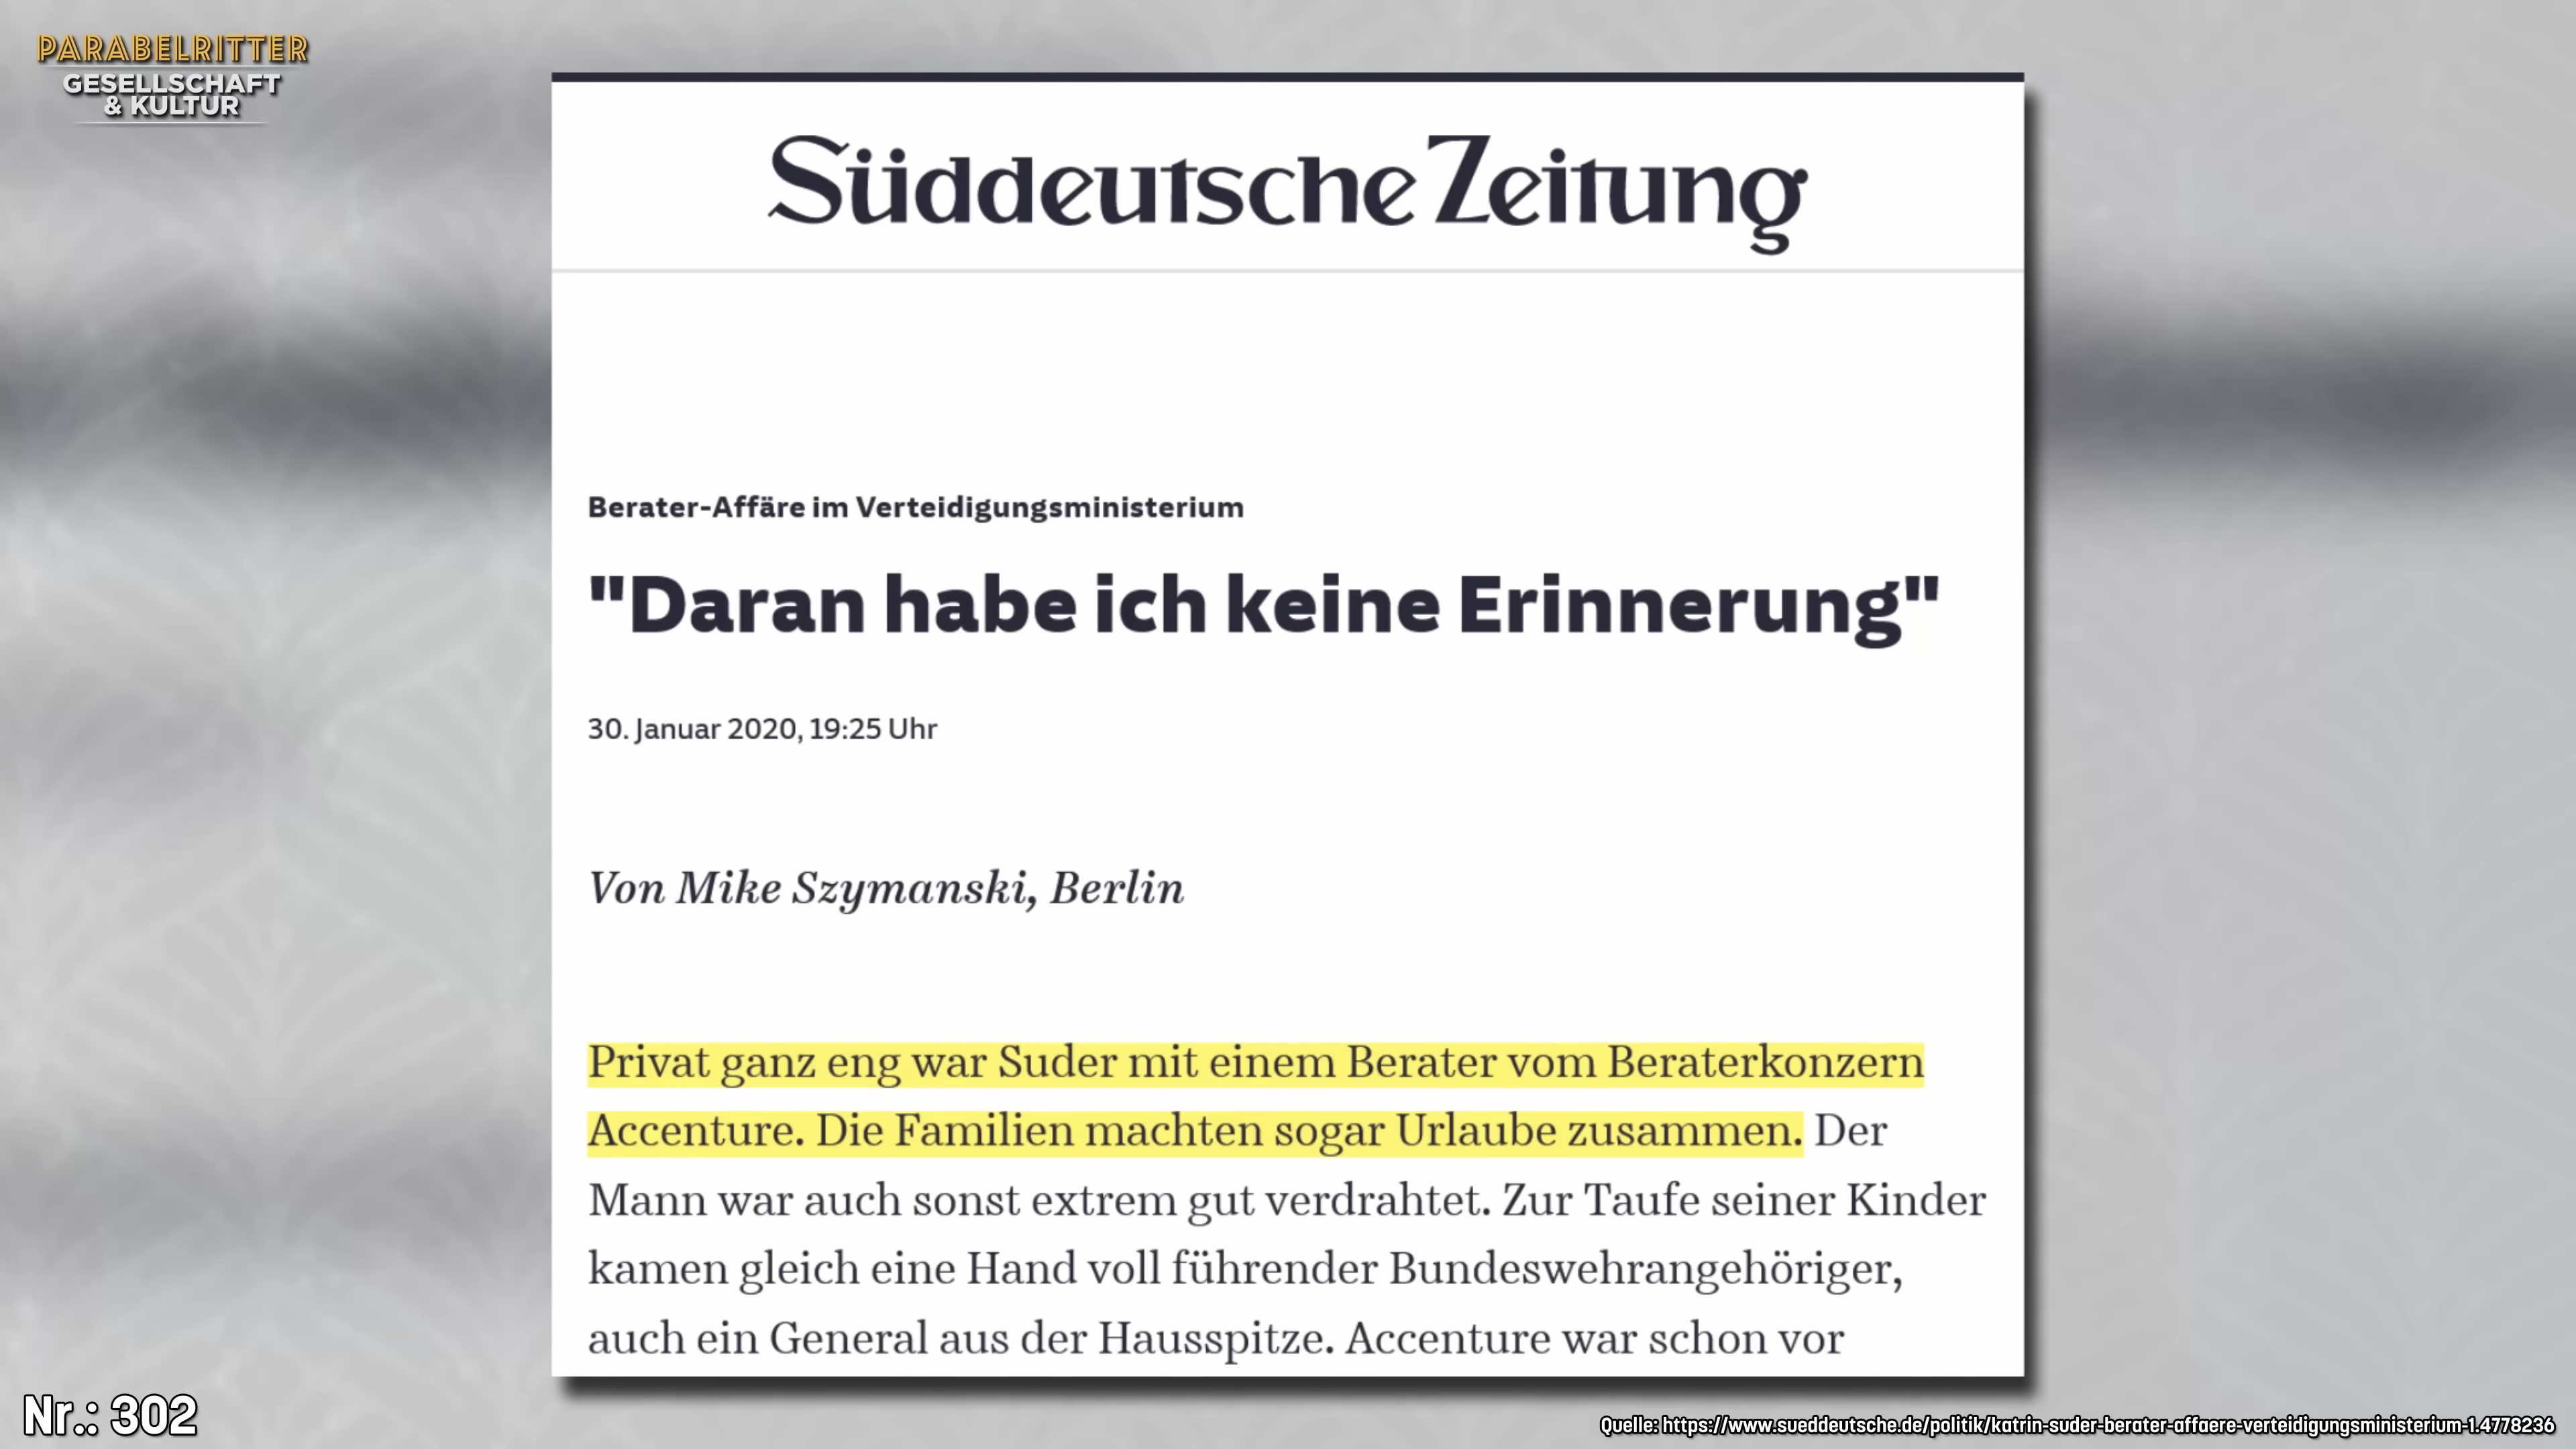 PARABELRITTER
GESELLSCHAFT
& KULTUR
Süddeutsche Zeitung
Berater-Affäre im Verteidigungsministerium
"Daran habe ich keine Erinnerung"
30. Januar 2020, 19:25 Uhr
Von Mike Szymanski, Berlin
Privat ganz eng war Suder mit einem Berater vom Beraterkonzern
Accenture. Die Familien machten sogar Urlaube zusammen. Der
Mann war auch sonst extrem gut verdrahtet. Zur Taufe seiner Kinder
kamen gleich eine Hand voll führender Bundeswehrangehöriger,
auch ein General aus der Hausspitze. Accenture war schon vor
Nr.: 302
Quelle: https://www.sueddeutsche.de/politik/katrin-suder-berater-affaere-verteidigungsministerium-1.4778236